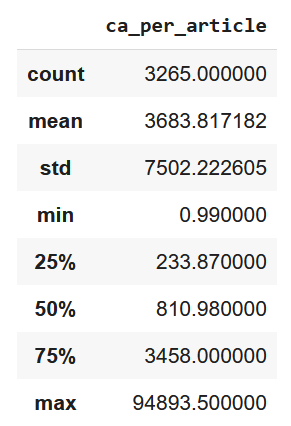 ca_per_article
count 3265.000000
mean 3683.817182
std 7502.222605
min 0.990000
25% 233.870000
50% 810.980000
75% 3458.000000
max 94893.500000